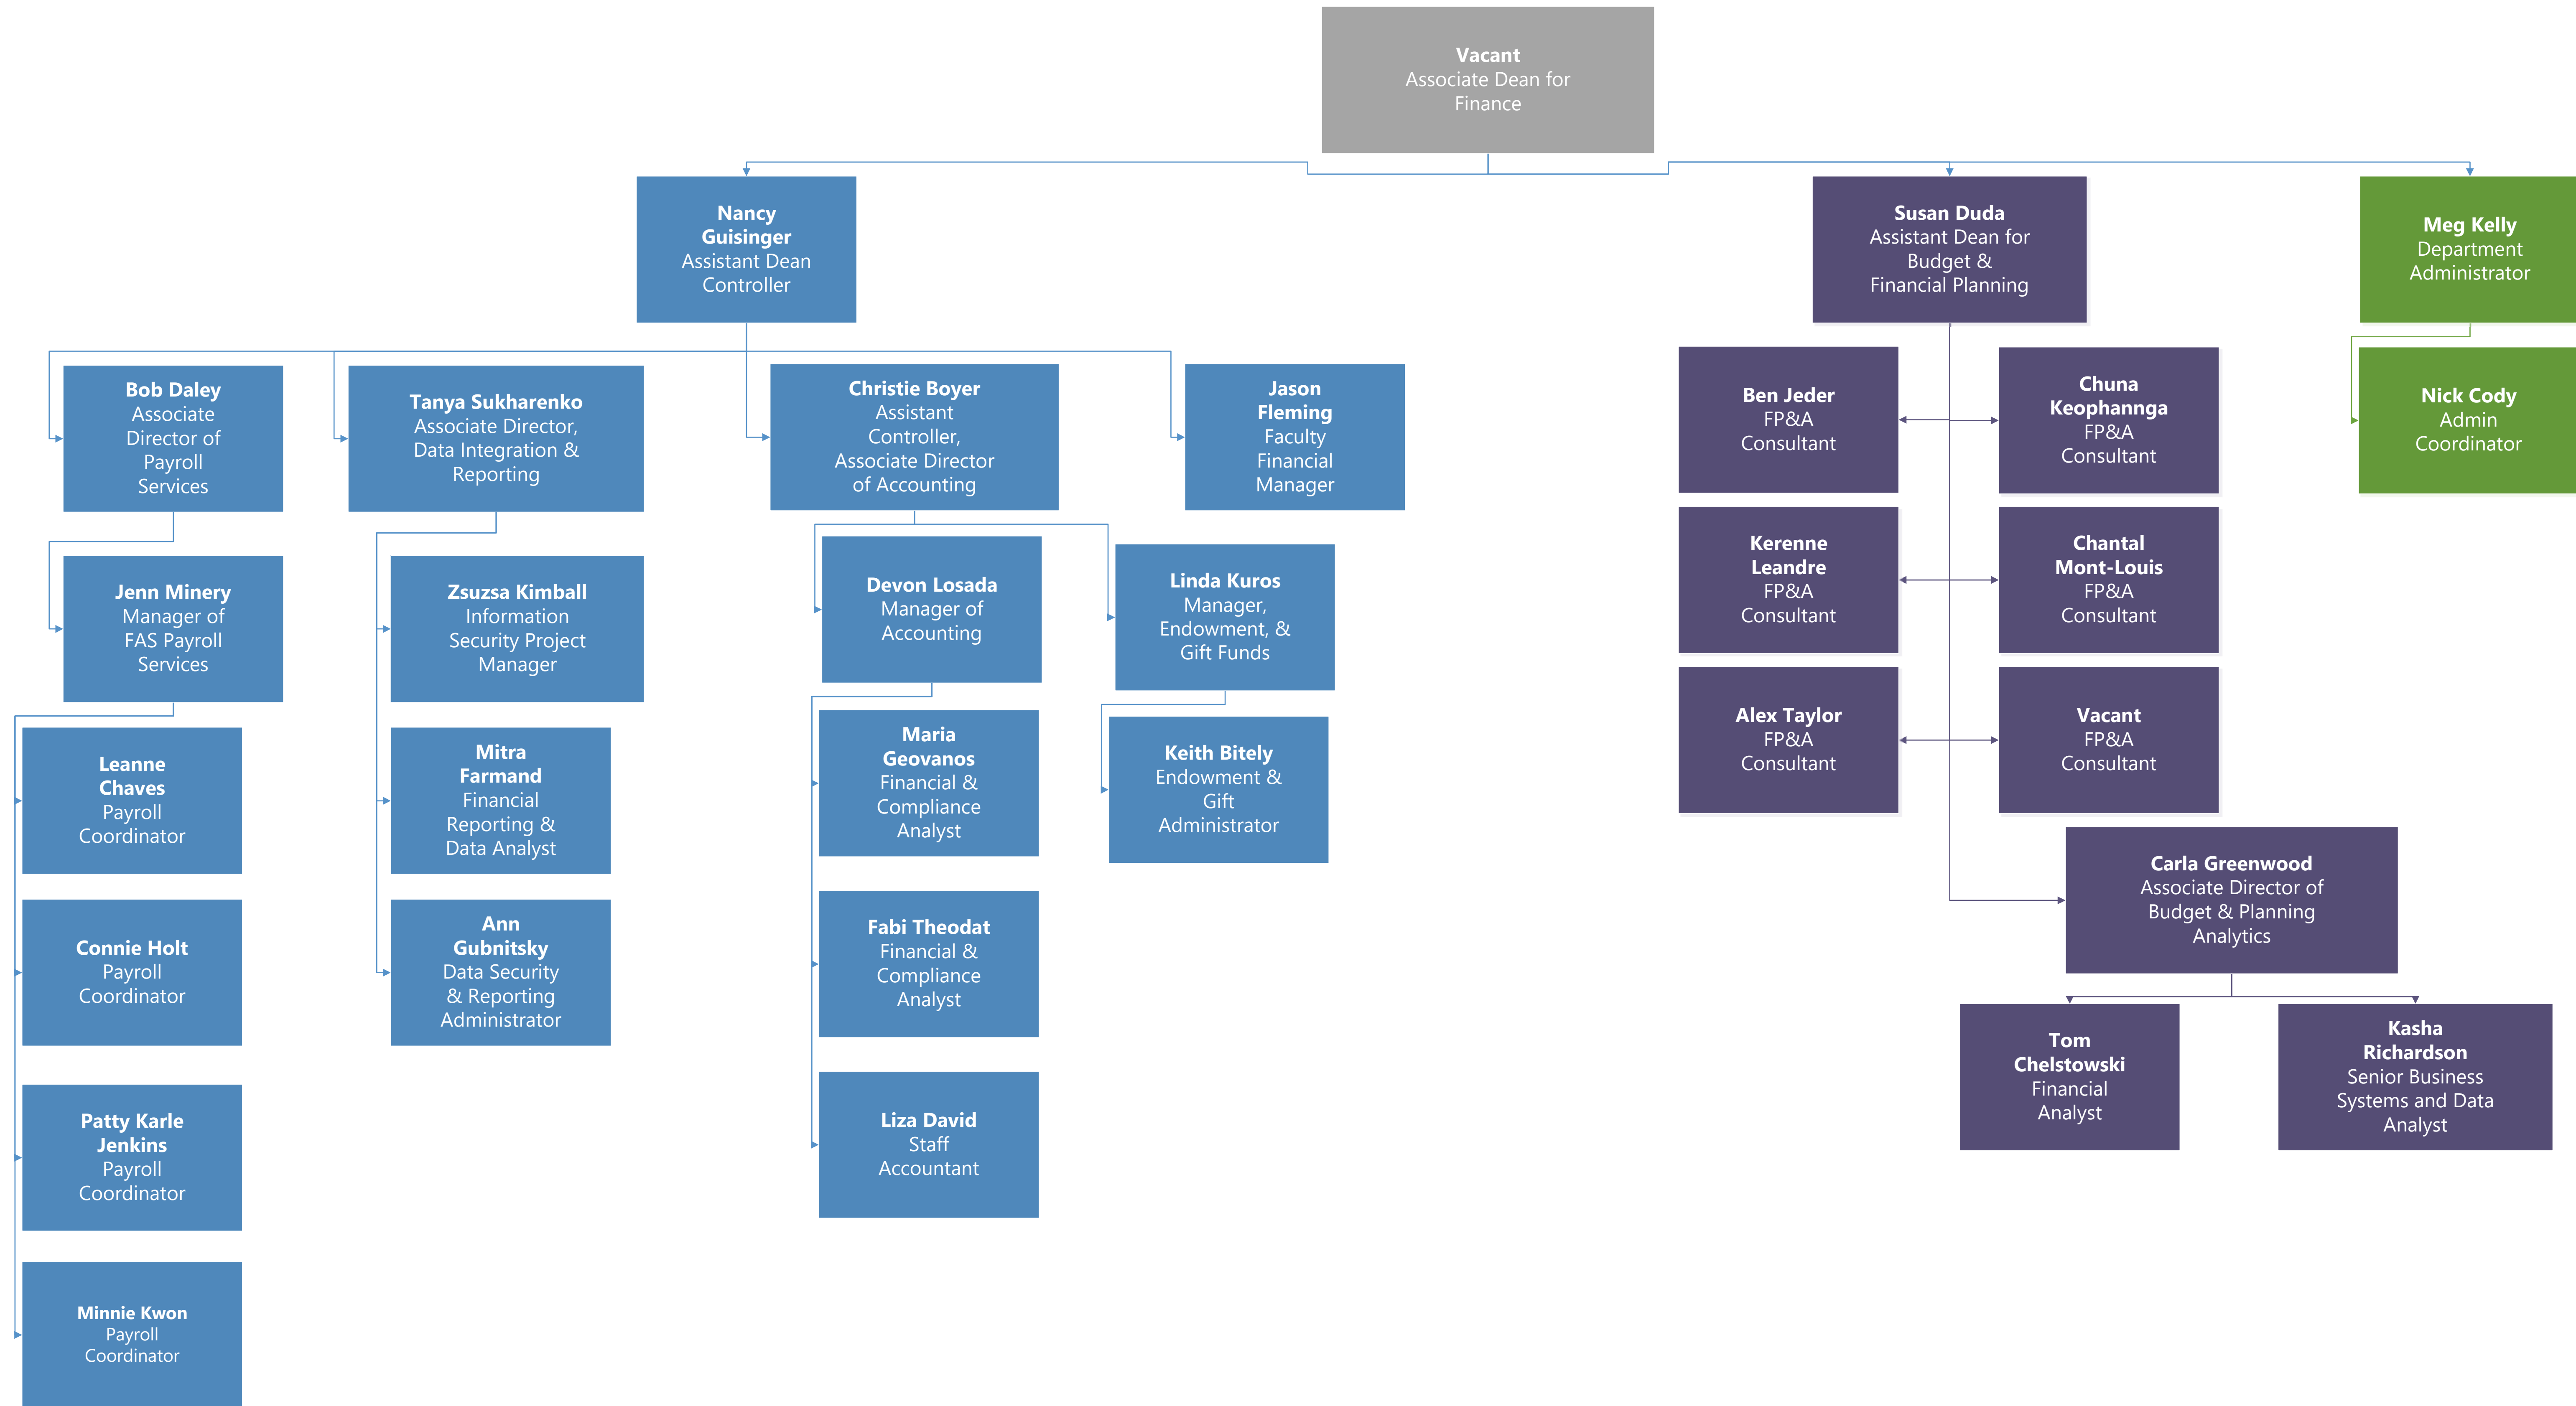 Vacant
Associate Dean for
Finance
Nancy
Guisinger
Assistant Dean
Controller
Susan Duda
Assistant Dean for
Budget &
Financial Planning
Meg Kelly
Department
Administrator
Bob Daley
Associate
Director of
Payroll
Services
Tanya Sukharenko
Associate Director,
Data Integration &
Reporting
Christie Boyer
Assistant
Controller,
Associate Director
of Accounting
Jason
Fleming
Faculty
Financial
Manager
Ben Jeder
FP&A
Consultant
Chuna
Keophannga
FP&A
Consultant
Nick Cody
Admin
Coordinator
Jenn Minery
Manager of
FAS Payroll
Services
Zsuzsa Kimball
Information
Security Project
Manager
Devon Losada
Manager of
Accounting
Linda Kuros
Manager,
Endowment, &
Gift Funds
Kerenne
Leandre
FP&A
Consultant
Chantal
Mont-Louis
FP&A
Consultant
Leanne
Chaves
Payroll
Coordinator
Mitra
Farmand
Financial
Reporting &
Data Analyst
Maria
Geovanos
Financial &
Compliance
Analyst
Keith Bitely
Endowment &
Gift
Administrator
Alex Taylor
FP&A
Consultant
Vacant
FP&A
Consultant
Connie Holt
Payroll
Coordinator
Ann
Gubnitsky
Data Security
& Reporting
Administrator
Fabi Theodat
Financial &
Compliance
Analyst
Carla Greenwood
Associate Director of
Budget & Planning
Analytics
Patty Karle
Jenkins
Payroll
Coordinator
Liza David
Staff
Accountant
Tom
Chelstowski
Financial
Analyst
Kasha
Richardson
Senior Business
Systems and Data
Analyst
Minnie Kwon
Payroll
Coordinator